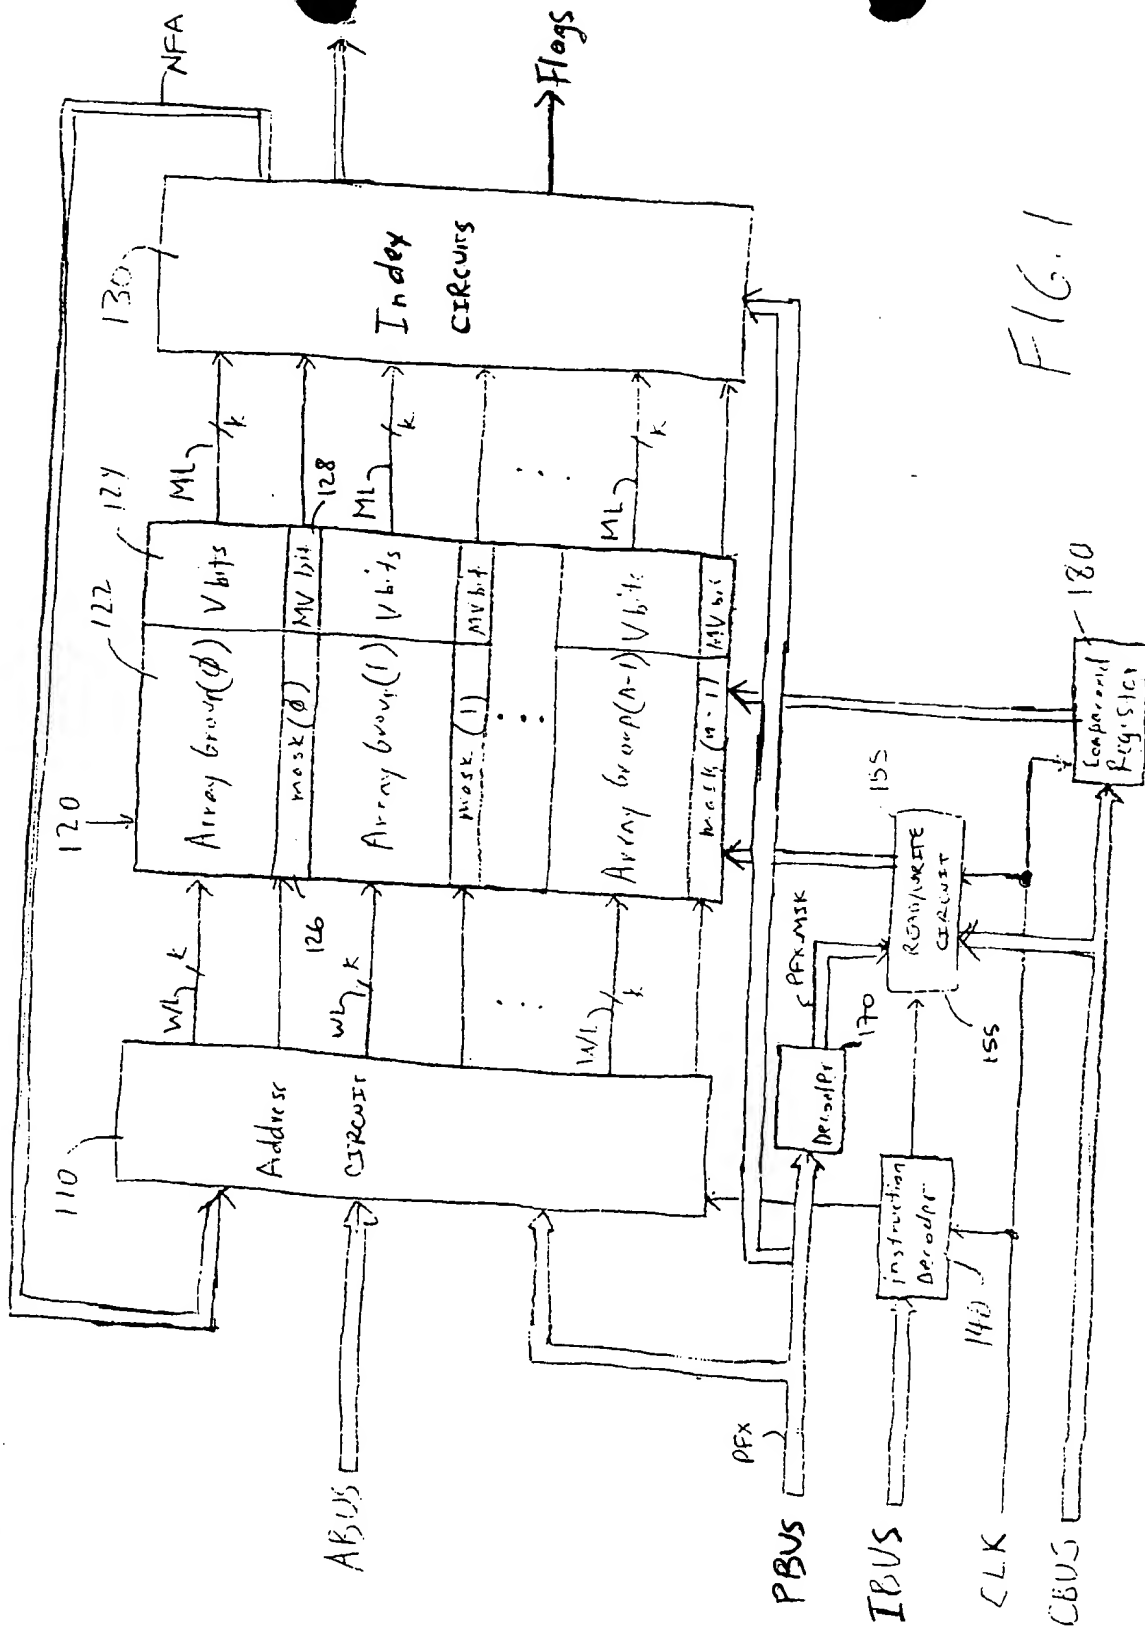 NFA
Flags
130
Index
CIRCUITS
FIG. 1
ML
k
128
ML
k
ML
k
124
122
120
V bits
MV bit
V bits
MV bit
V bits
MV bit
Array Group(φ)
mask(φ)
Array Group(1)
mask (1)
Array Group(n-1)
mask (n-1)
126
WL
k
WL
k
WL
k
110
Address
CIRCUIT
ABUS
PFX
PBUS
IBUS
CLK
CBUS
instruction
Decoder
140
Decoder
170
PFX MSK
READ/WRITE
CIRCUIT
155
155
Comparand
Register
180